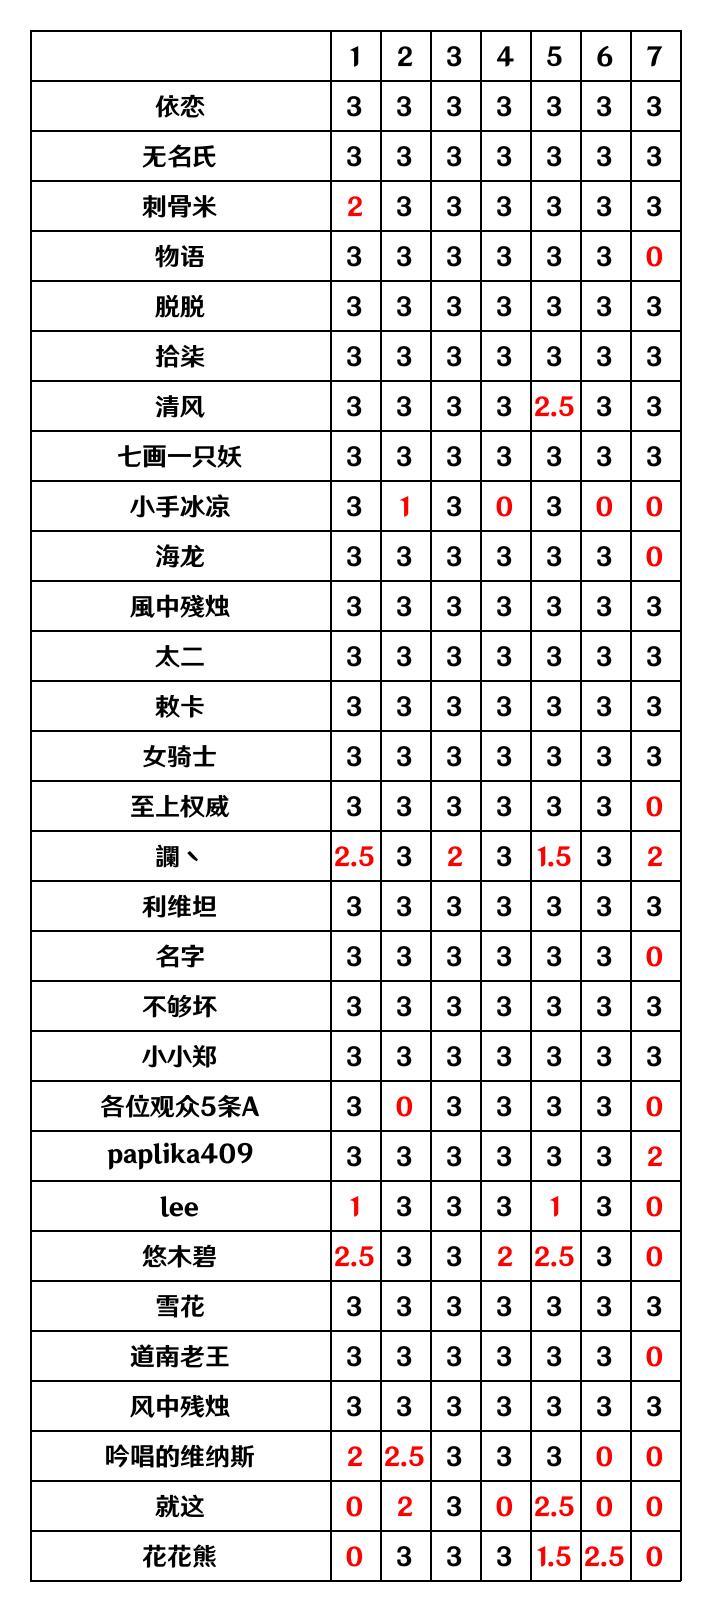 1 2 3 4 5 6 7
依恋 3 3 3 3 3 3 3
无名氏 3 3 3 3 3 3 3
刺骨米 2 3 3 3 3 3 3
物语 3 3 3 3 3 3 0
脱脱 3 3 3 3 3 3 3
拾柒 3 3 3 3 3 3 3
清风 3 3 3 3 2.5 3 3
七画一只妖 3 3 3 3 3 3 3
小手冰凉 3 1 3 0 3 0 0
海龙 3 3 3 3 3 3 0
風中殘烛 3 3 3 3 3 3 3
太二 3 3 3 3 3 3 3
敕卡 3 3 3 3 3 3 3
女骑士 3 3 3 3 3 3 3
至上权威 3 3 3 3 3 3 0
讕丶 2.5 3 2 3 1.5 3 2
利维坦 3 3 3 3 3 3 3
名字 3 3 3 3 3 3 0
不够坏 3 3 3 3 3 3 3
小小郑 3 3 3 3 3 3 3
各位观众5条A 3 0 3 3 3 3 0
paplika409 3 3 3 3 3 3 2
lee 1 3 3 3 1 3 0
悠木碧 2.5 3 3 2 2.5 3 0
雪花 3 3 3 3 3 3 3
道南老王 3 3 3 3 3 3 0
风中残烛 3 3 3 3 3 3 3
吟唱的维纳斯 2 2.5 3 3 3 0 0
就这 0 2 3 0 2.5 0 0
花花熊 0 3 3 3 1.5 2.5 0